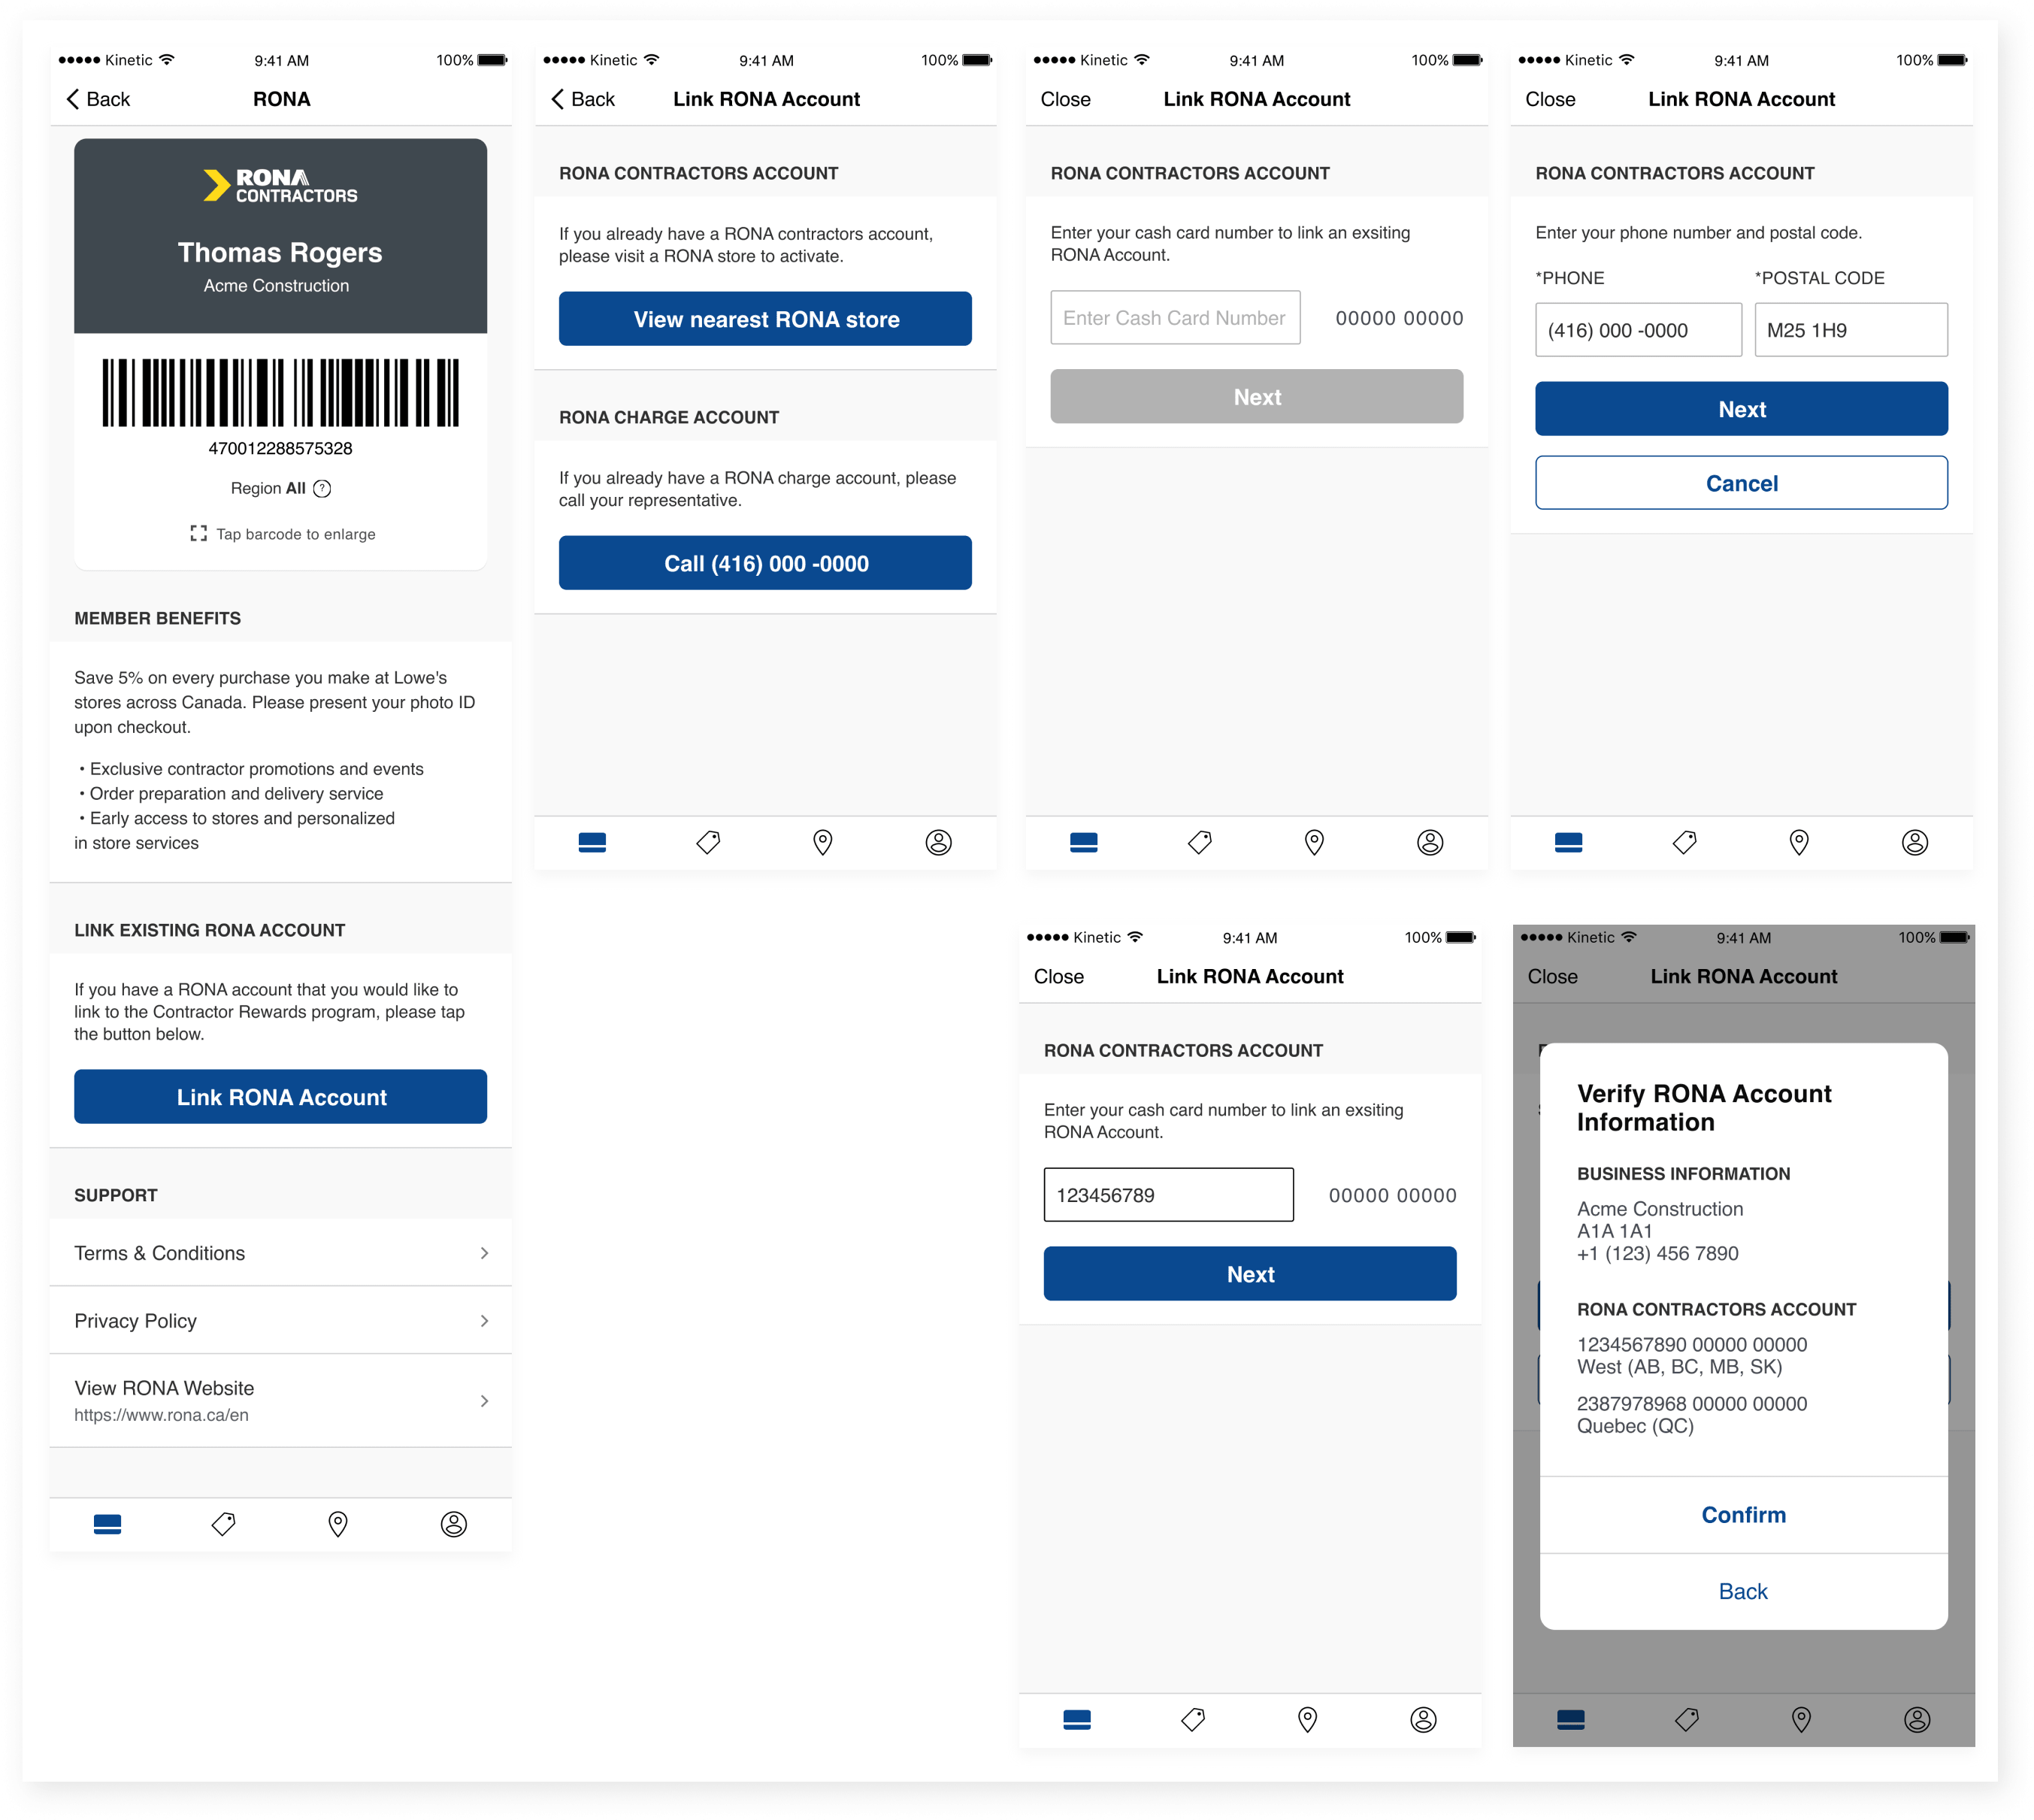 Kinetic 9:41 AM 100%
Back RONA
RONA
CONTRACTORS
Thomas Rogers
Acme Construction
470012288575328
Region All ?
Tap barcode to enlarge
MEMBER BENEFITS
Save 5% on every purchase you make at Lowe's
stores across Canada. Please present your photo ID
upon checkout.
• Exclusive contractor promotions and events
• Order preparation and delivery service
• Early access to stores and personalized
in store services
LINK EXISTING RONA ACCOUNT
If you have a RONA account that you would like to
link to the Contractor Rewards program, please tap
the button below.
Link RONA Account
SUPPORT
Terms & Conditions
Privacy Policy
View RONA Website
https://www.rona.ca/en
Kinetic 9:41 AM 100%
Back Link RONA Account
RONA CONTRACTORS ACCOUNT
If you already have a RONA contractors account,
please visit a RONA store to activate.
View nearest RONA store
RONA CHARGE ACCOUNT
If you already have a RONA charge account, please
call your representative.
Call (416) 000 -0000
Kinetic 9:41 AM 100%
Close Link RONA Account
RONA CONTRACTORS ACCOUNT
Enter your cash card number to link an exsiting
RONA Account.
Enter Cash Card Number 00000 00000
Next
Kinetic 9:41 AM 100%
Close Link RONA Account
RONA CONTRACTORS ACCOUNT
Enter your phone number and postal code.
*PHONE *POSTAL CODE
(416) 000 -0000 M25 1H9
Next
Cancel
Kinetic 9:41 AM 100%
Close Link RONA Account
RONA CONTRACTORS ACCOUNT
Enter your cash card number to link an exsiting
RONA Account.
123456789 00000 00000
Next
Kinetic 9:41 AM 100%
Close Link RONA Account
Verify RONA Account
Information
BUSINESS INFORMATION
Acme Construction
A1A 1A1
+1 (123) 456 7890
RONA CONTRACTORS ACCOUNT
1234567890 00000 00000
West (AB, BC, MB, SK)
2387978968 00000 00000
Quebec (QC)
Confirm
Back